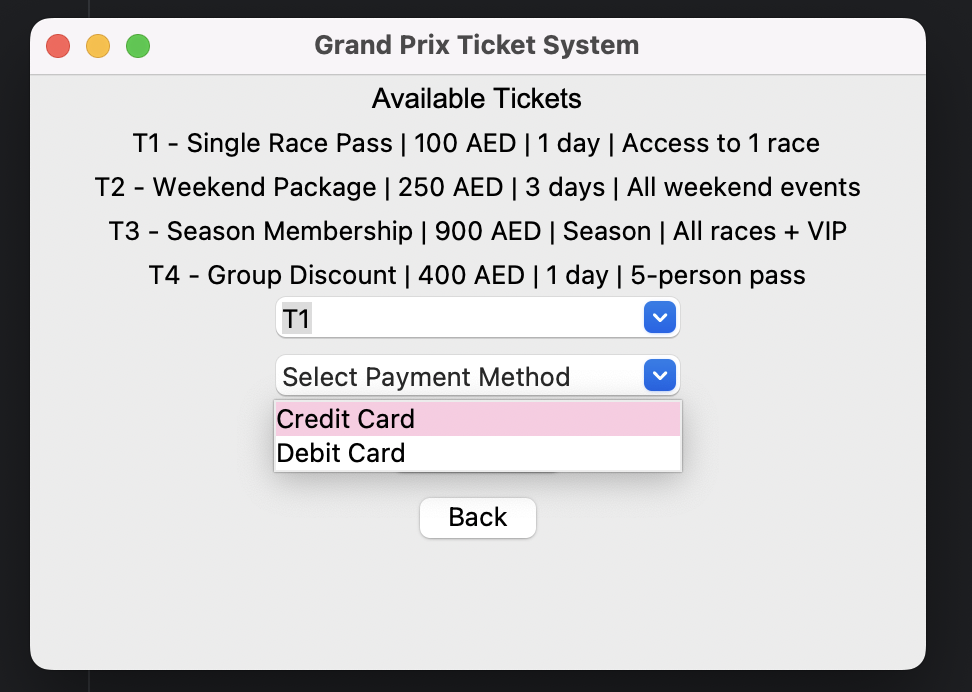 Grand Prix Ticket System
Available Tickets
T1 - Single Race Pass | 100 AED | 1 day | Access to 1 race
T2 - Weekend Package | 250 AED | 3 days | All weekend events
T3 - Season Membership | 900 AED | Season | All races + VIP
T4 - Group Discount | 400 AED | 1 day | 5-person pass
T1
Select Payment Method
Credit Card
Debit Card
Back